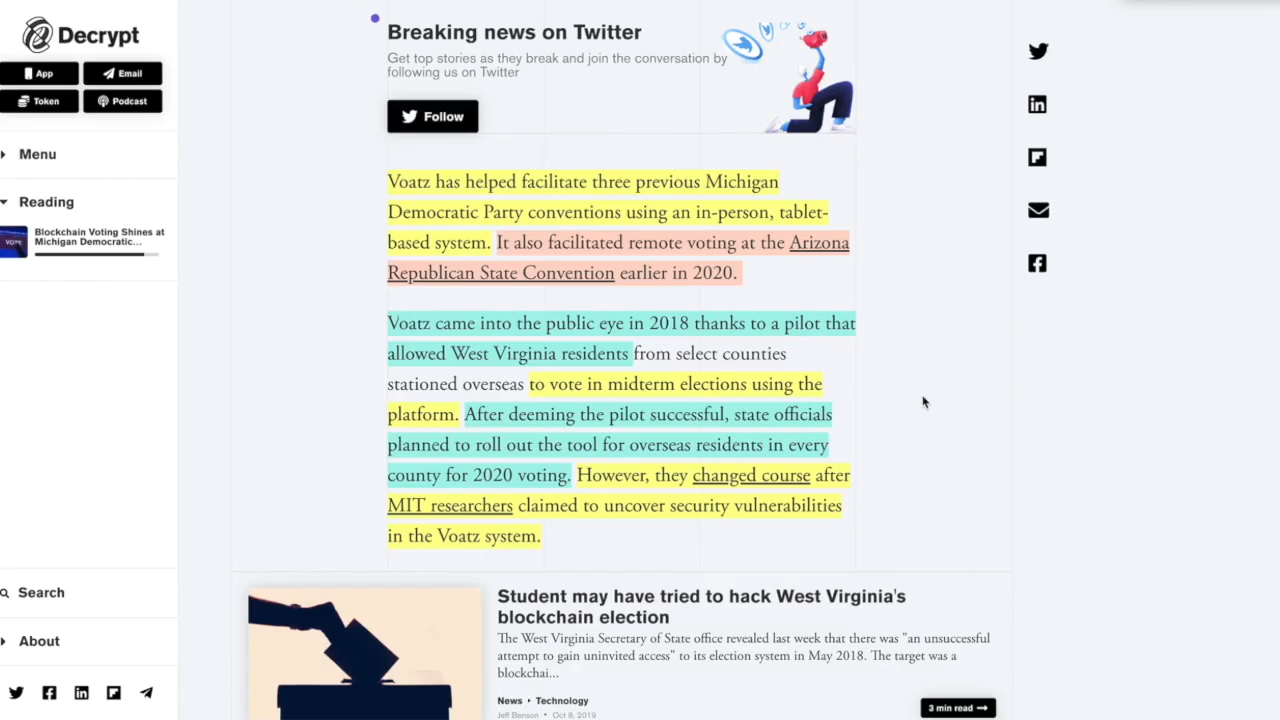 Decrypt
App
Email
Token
Podcast
Menu
Reading
VOTE
Blockchain Voting Shines at
Michigan Democratic...
Search
About
Breaking news on Twitter
Get top stories as they break and join the conversation by
following us on Twitter
Follow
Voatz has helped facilitate three previous Michigan
Democratic Party conventions using an in-person, tablet-
based system. It also facilitated remote voting at the Arizona
Republican State Convention earlier in 2020.
Voatz came into the public eye in 2018 thanks to a pilot that
allowed West Virginia residents from select counties
stationed overseas to vote in midterm elections using the
platform. After deeming the pilot successful, state officials
planned to roll out the tool for overseas residents in every
county for 2020 voting. However, they changed course after
MIT researchers claimed to uncover security vulnerabilities
in the Voatz system.
Student may have tried to hack West Virginia's
blockchain election
The West Virginia Secretary of State office revealed last week that there was "an unsuccessful
attempt to gain uninvited access" to its election system in May 2018. The target was a
blockchai...
News ‣ Technology
Jeff Benson • Oct 8, 2019
3 min read →